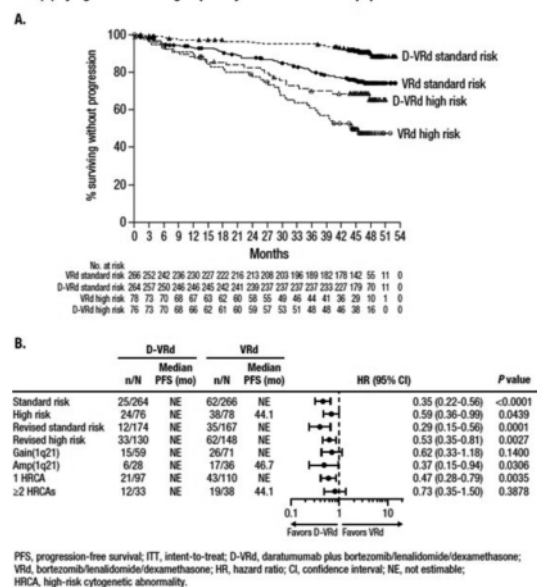 A.
% surviving without progression
100
80
60
40
20
0
D-VRd standard risk
VRd standard risk
D-VRd high risk
VRd high risk
0 3 6 9 12 15 18 21 24 27 30 33 36 39 42 45 48 51 54
Months
No. at risk
VRd standard risk 266 252 242 236 230 227 222 216 213 208 203 196 189 182 178 142 55 11 0
D-VRd standard risk 264 257 250 246 246 245 242 241 239 237 237 237 237 233 227 179 70 11 0
VRd high risk 78 73 70 68 67 63 62 60 58 55 49 46 44 41 36 29 10 1 0
D-VRd high risk 76 73 70 68 66 62 61 60 59 57 53 51 48 48 46 38 16 0 0
B.
D-VRd VRd
n/N Median PFS (mo) n/N Median PFS (mo) HR (95% CI) P value
Standard risk 25/264 NE 62/266 NE 0.35 (0.22-0.56) <0.0001
High risk 24/76 NE 38/78 44.1 0.59 (0.36-0.99) 0.0439
Revised standard risk 12/174 NE 35/167 NE 0.29 (0.15-0.56) 0.0001
Revised high risk 33/130 NE 62/148 NE 0.53 (0.35-0.81) 0.0027
Gain(1q21) 15/59 NE 26/71 NE 0.62 (0.33-1.18) 0.1400
Amp(1q21) 6/28 NE 17/36 46.7 0.37 (0.15-0.94) 0.0306
1 HRCA 21/97 NE 43/110 NE 0.47 (0.28-0.79) 0.0035
≥2 HRCAs 12/33 NE 19/38 44.1 0.73 (0.35-1.50) 0.3878
0.1 1 10
Favors D-VRd Favors VRd
PFS, progression-free survival; ITT, intent-to-treat; D-VRd, daratumumab plus bortezomib/lenalidomide/dexamethasone;
VRd, bortezomib/lenalidomide/dexamethasone; HR, hazard ratio; CI, confidence interval; NE, not estimable;
HRCA, high-risk cytogenetic abnormality.